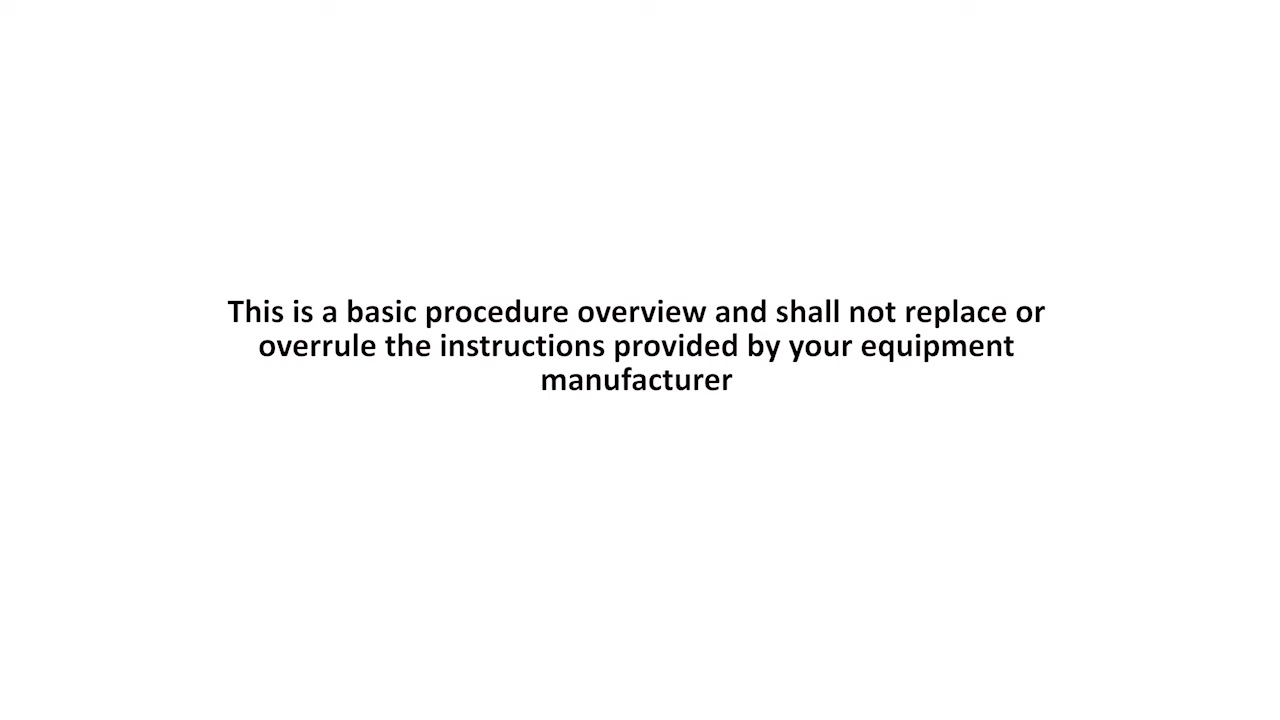 This is a basic procedure overview and shall not replace or
overrule the instructions provided by your equipment
manufacturer